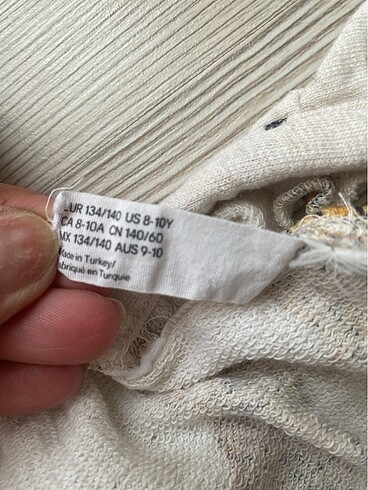 EUR 134/140 US 8-10Y
CA 8-10A CN 140/60
MX 134/140 AUS 9-10
Made in Turkey/
Fabriqué en Turquie